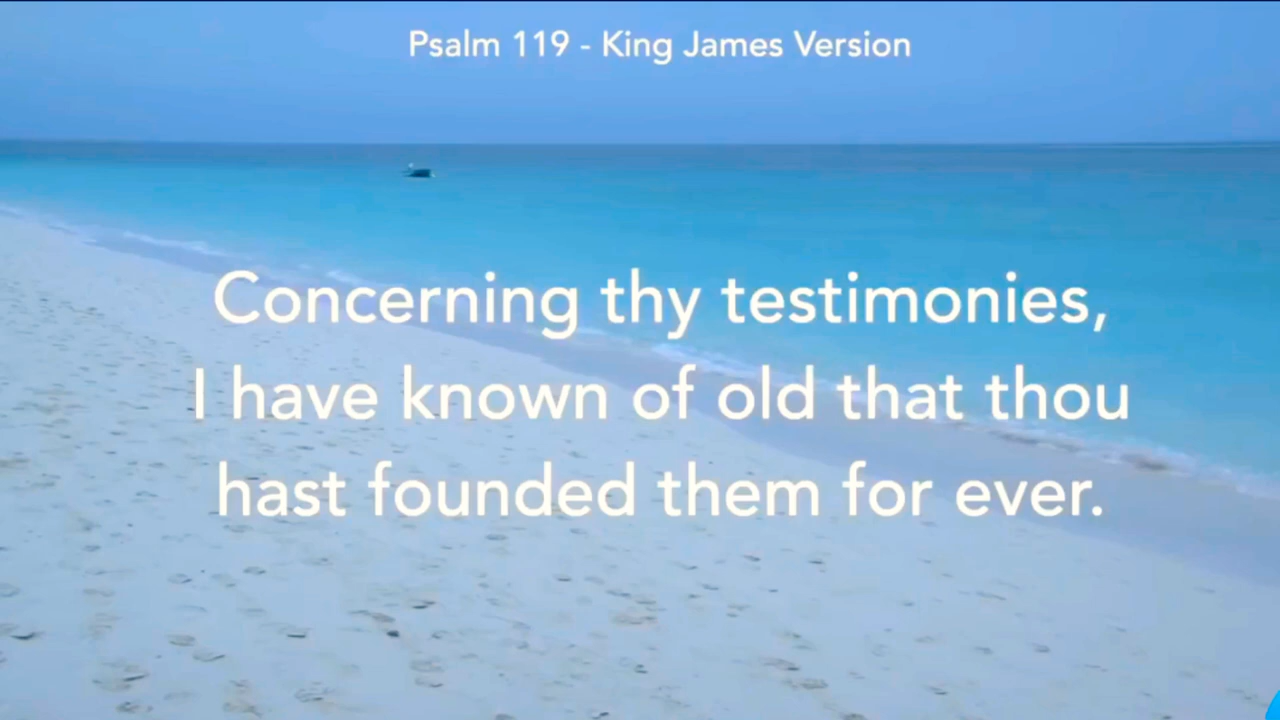 Psalm 119 - King James Version
Concerning thy testimonies,
I have known of old that thou
hast founded them for ever.